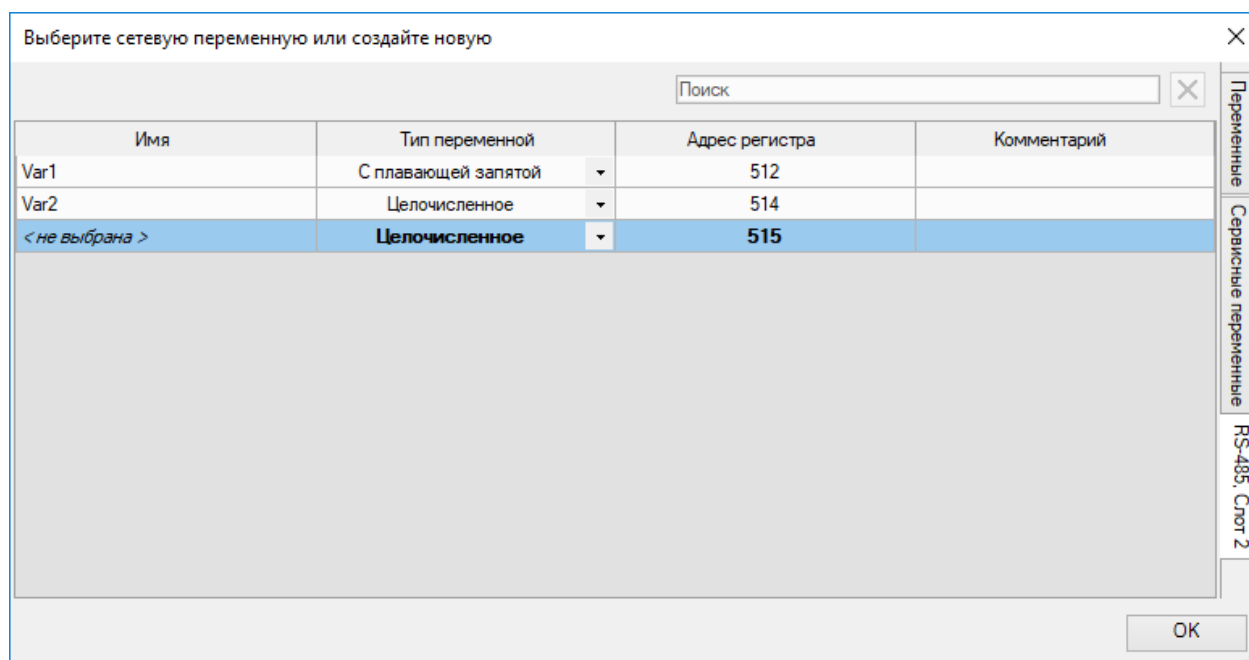 Выберите сетевую переменную или создайте новую
Поиск
Имя Тип переменной Адрес регистра Комментарий
Var1 С плавающей запятой 512
Var2 Целочисленное 514
<не выбрана> Целочисленное 515
Переменные
Сервисные переменные
RS-485, Слот 2
OK